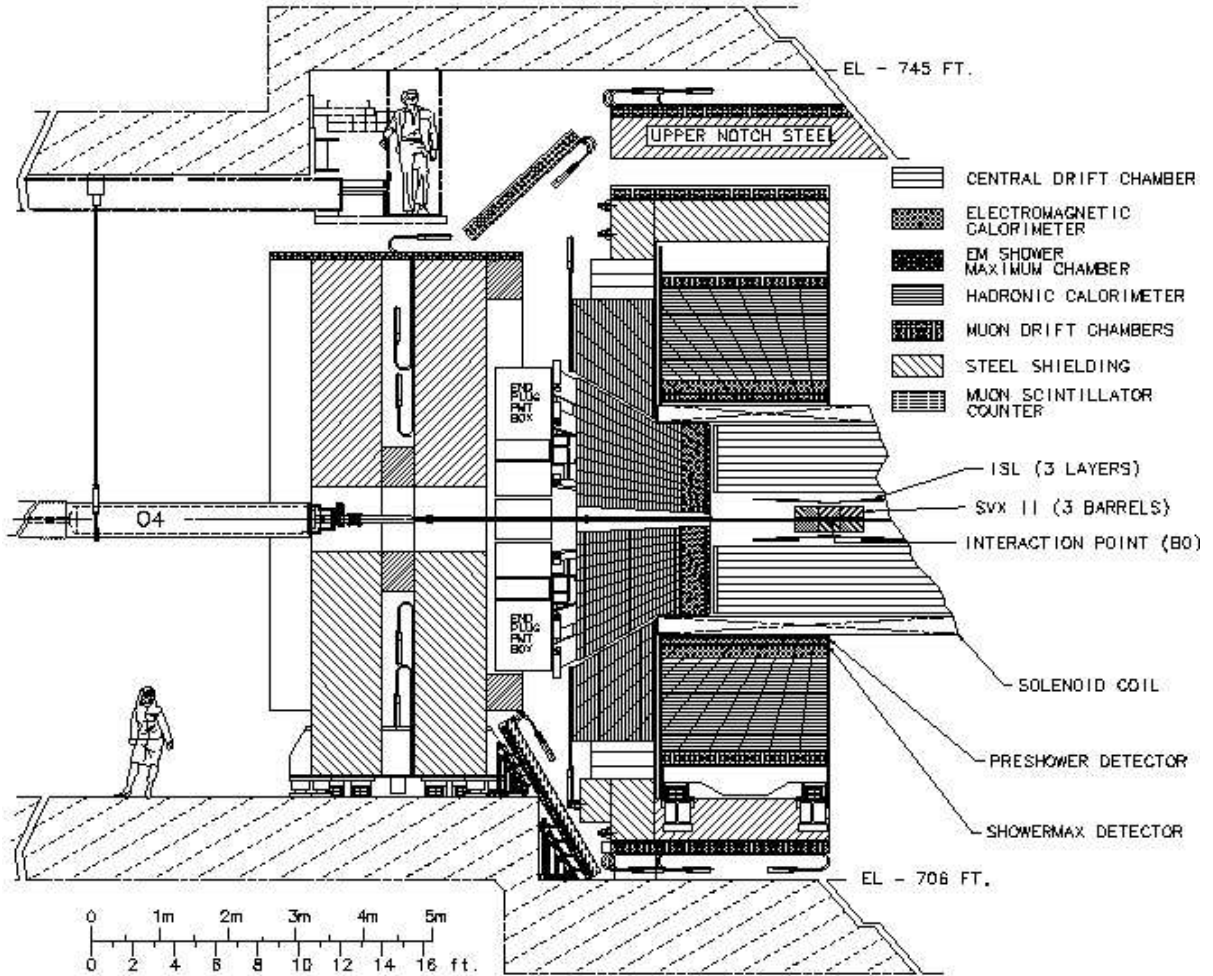 EL - 745 FT.
UPPER NOTCH STEEL
CENTRAL DRIFT CHAMBER
ELECTROMAGNETIC
CALORIMETER
EM SHOWER
MAXIMUM CHAMBER
HADRONIC CALORIMETER
MUON DRIFT CHAMBERS
STEEL SHIELDING
MUON SCINTILLATOR
COUNTER
END
PLUG
PMT
BOX
ISL (3 LAYERS)
SVX II (3 BARRELS)
Q4
INTERACTION POINT (B0)
END
PLUG
PMT
BOX
SOLENOID COIL
PRESHOWER DETECTOR
SHOWERMAX DETECTOR
EL - 706 FT.
0 1m 2m 3m 4m 5m
0 2 4 6 8 10 12 14 16 ft.